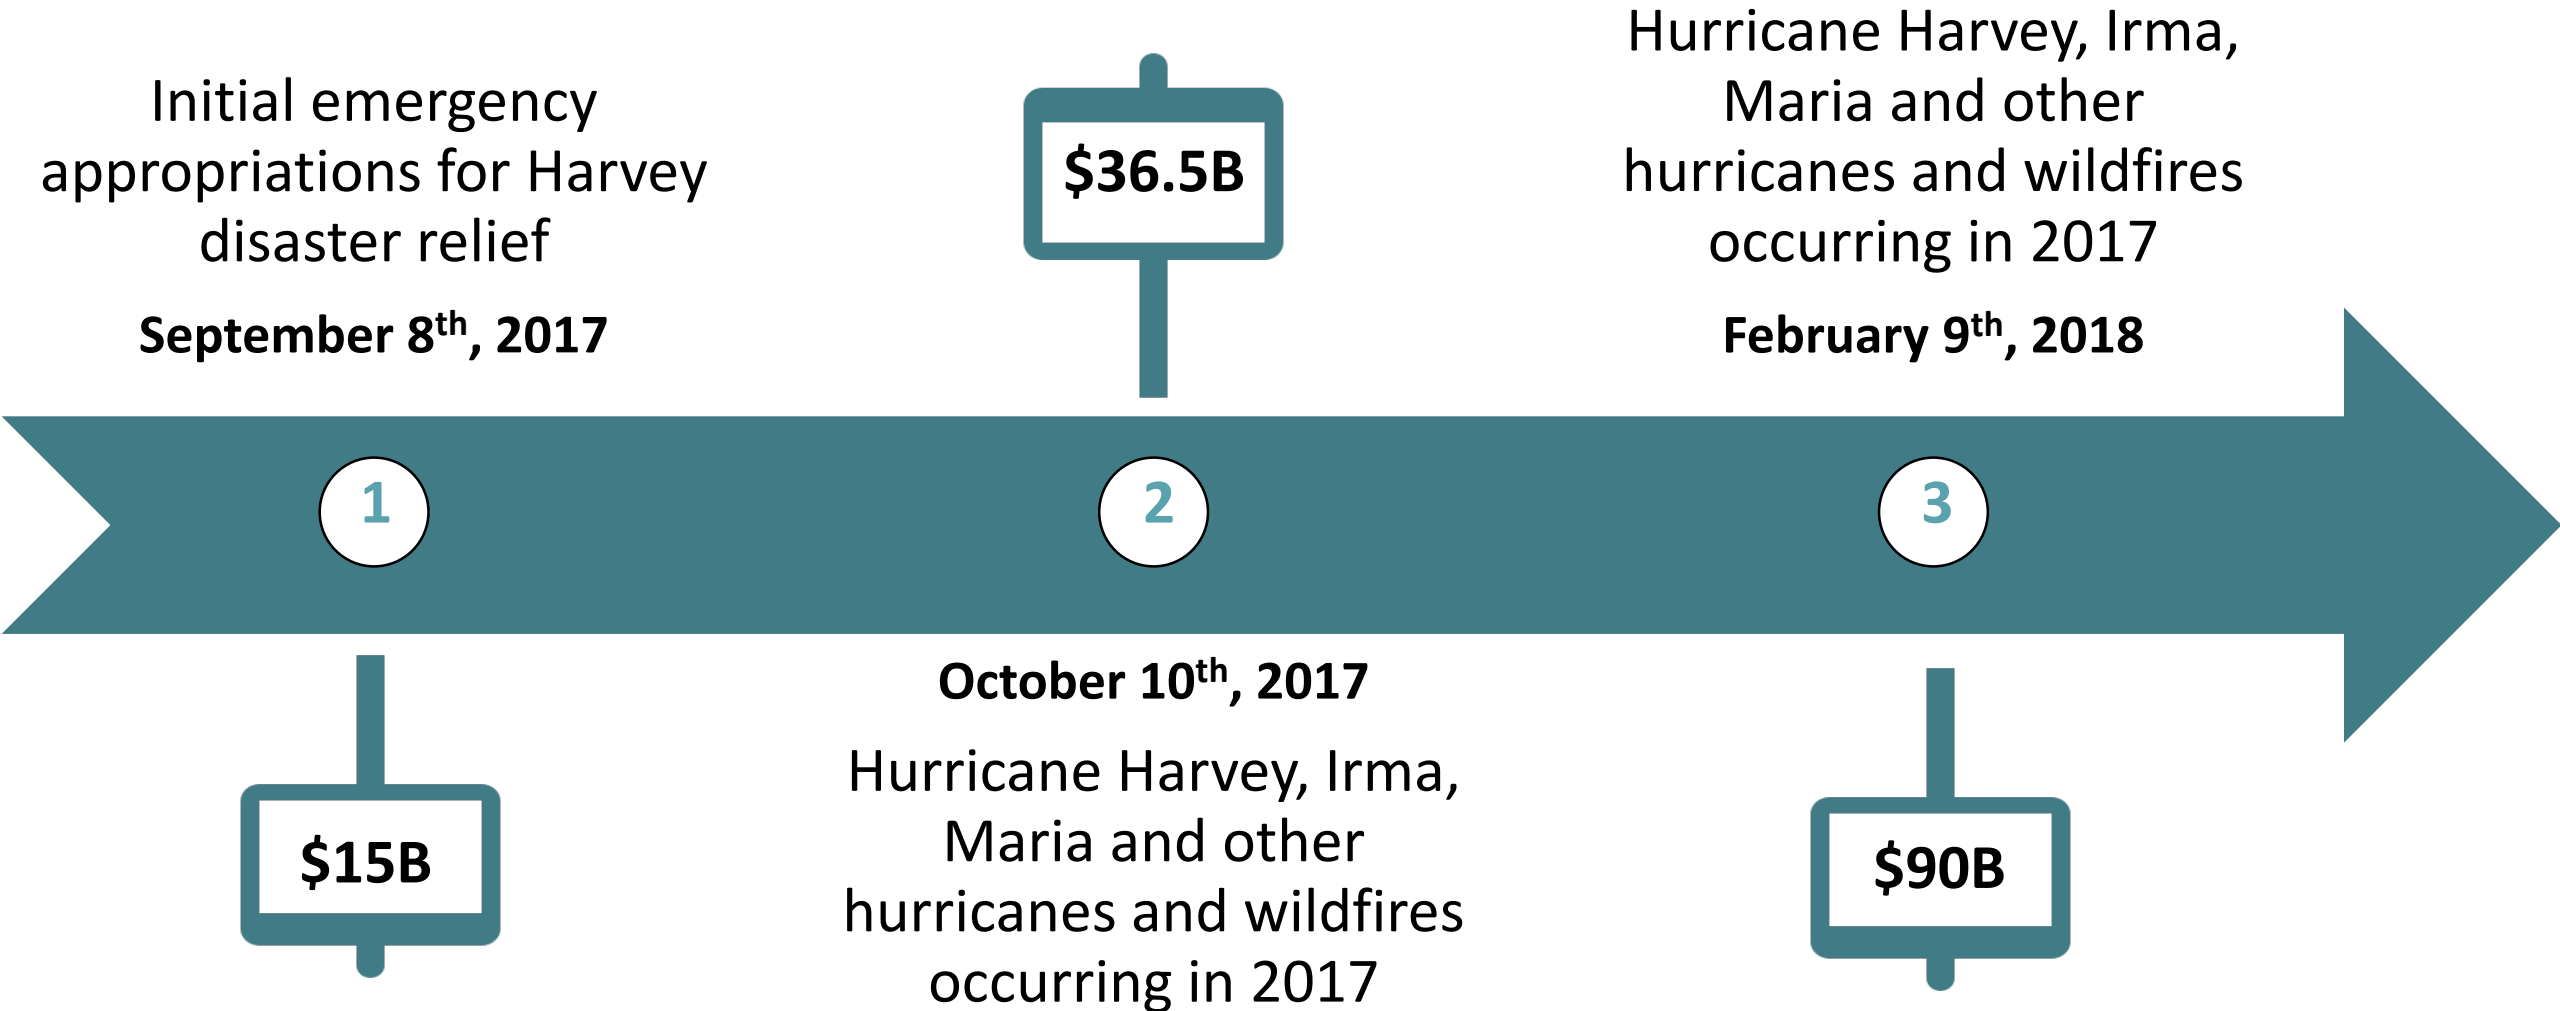 Initial emergency
appropriations for Harvey
disaster relief
September 8th, 2017
1
$15B
$36.5B
2
October 10th, 2017
Hurricane Harvey, Irma,
Maria and other
hurricanes and wildfires
occurring in 2017
Hurricane Harvey, Irma,
Maria and other
hurricanes and wildfires
occurring in 2017
February 9th, 2018
3
$90B